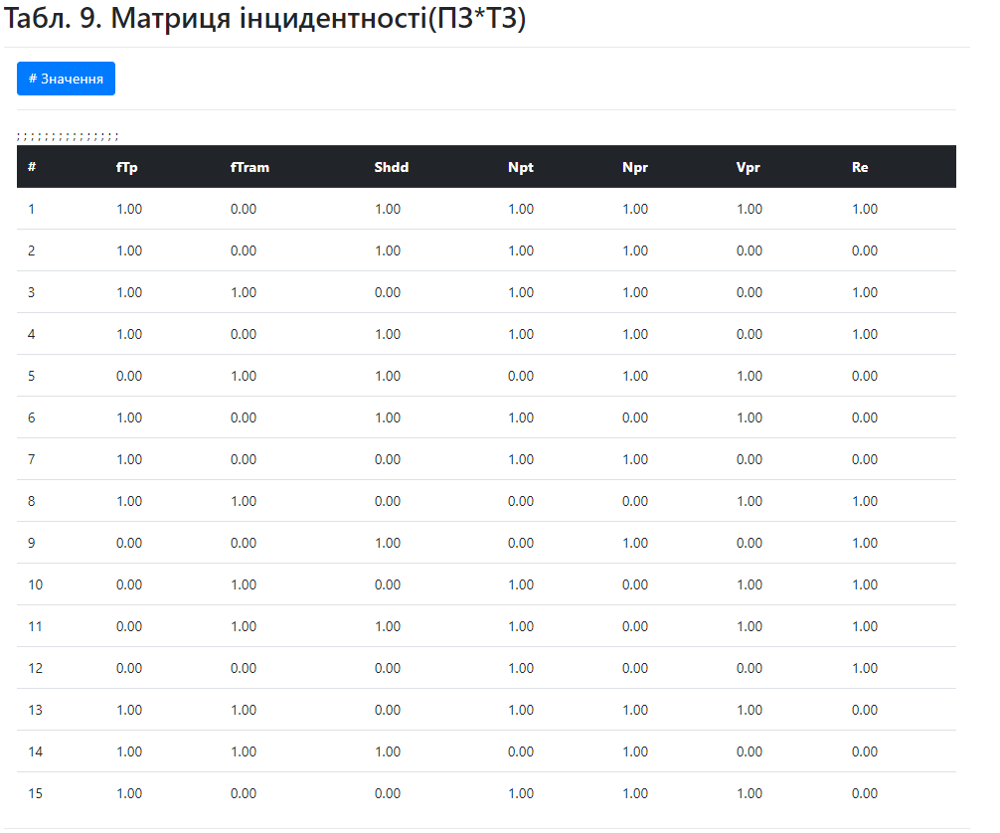 Табл. 9. Матриця інцидентності(ПЗ*ТЗ)
# Значення
; ; ; ; ; ; ; ; ; ; ; ; ; ; ;
# fTp fTram Shdd Npt Npr Vpr Re
1 1.00 0.00 1.00 1.00 1.00 1.00 1.00
2 1.00 0.00 1.00 1.00 1.00 0.00 0.00
3 1.00 1.00 0.00 1.00 1.00 0.00 1.00
4 1.00 0.00 1.00 1.00 1.00 0.00 1.00
5 0.00 1.00 1.00 0.00 1.00 1.00 0.00
6 1.00 0.00 1.00 1.00 0.00 1.00 0.00
7 1.00 0.00 0.00 1.00 1.00 0.00 0.00
8 1.00 1.00 0.00 0.00 0.00 1.00 1.00
9 0.00 0.00 1.00 0.00 1.00 0.00 1.00
10 0.00 1.00 0.00 1.00 0.00 1.00 1.00
11 0.00 1.00 1.00 1.00 0.00 1.00 1.00
12 0.00 0.00 0.00 1.00 0.00 0.00 1.00
13 1.00 1.00 0.00 1.00 1.00 1.00 0.00
14 1.00 1.00 1.00 0.00 1.00 0.00 0.00
15 1.00 0.00 0.00 1.00 1.00 1.00 0.00